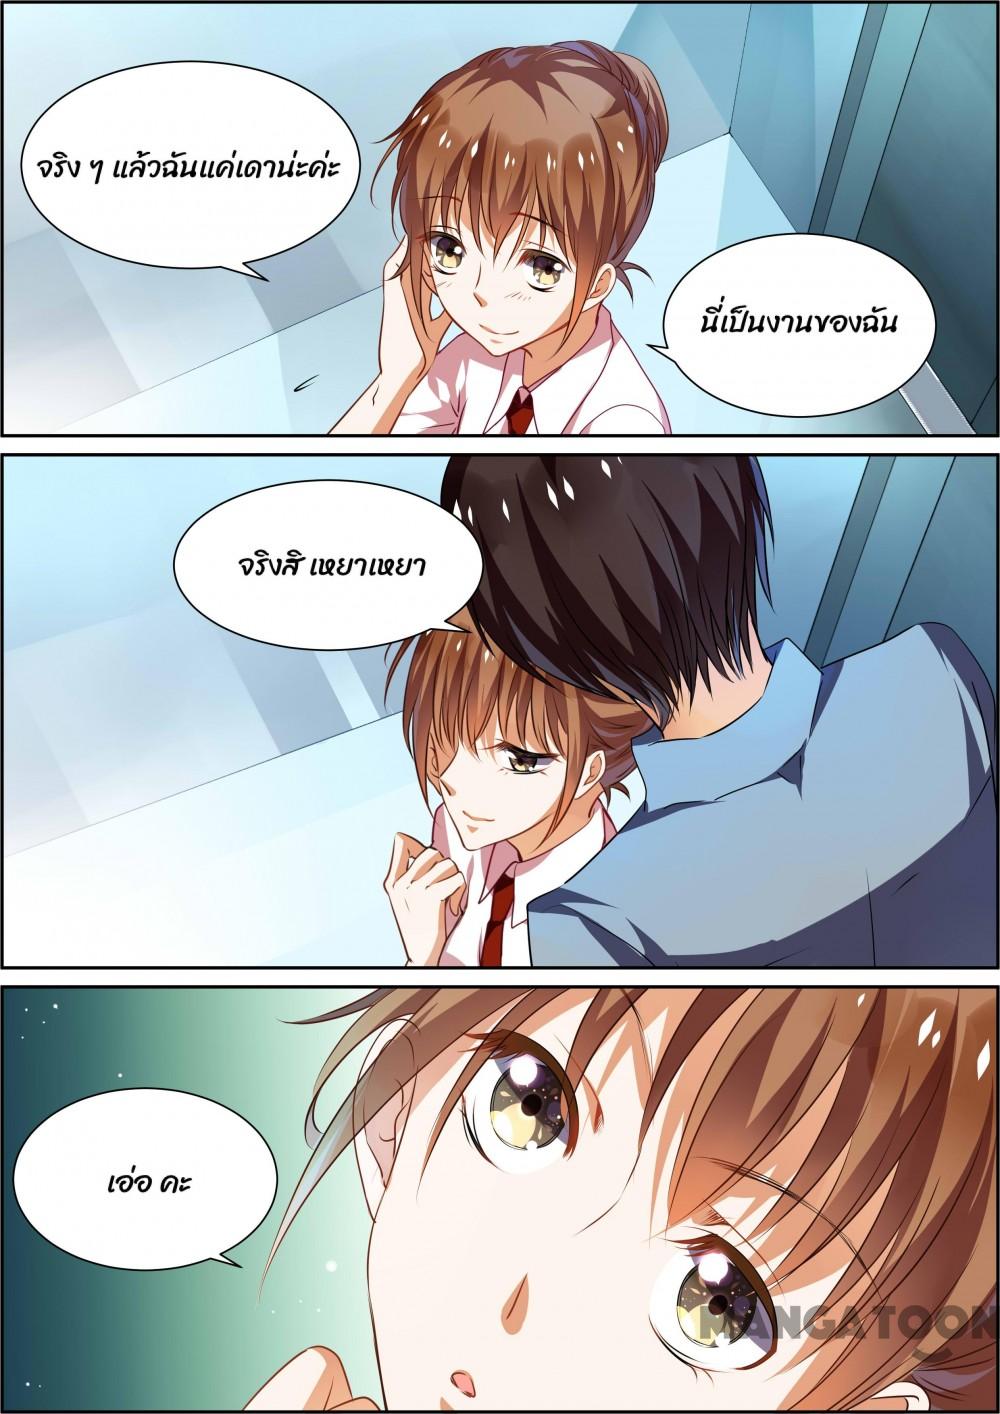 จริง ๆ แล้วฉันแค่เดาน่ะค่ะ
นี่เป็นงานของฉัน
จริงสิ เหยาเหยา
เอ่อ คะ
MANGATOON